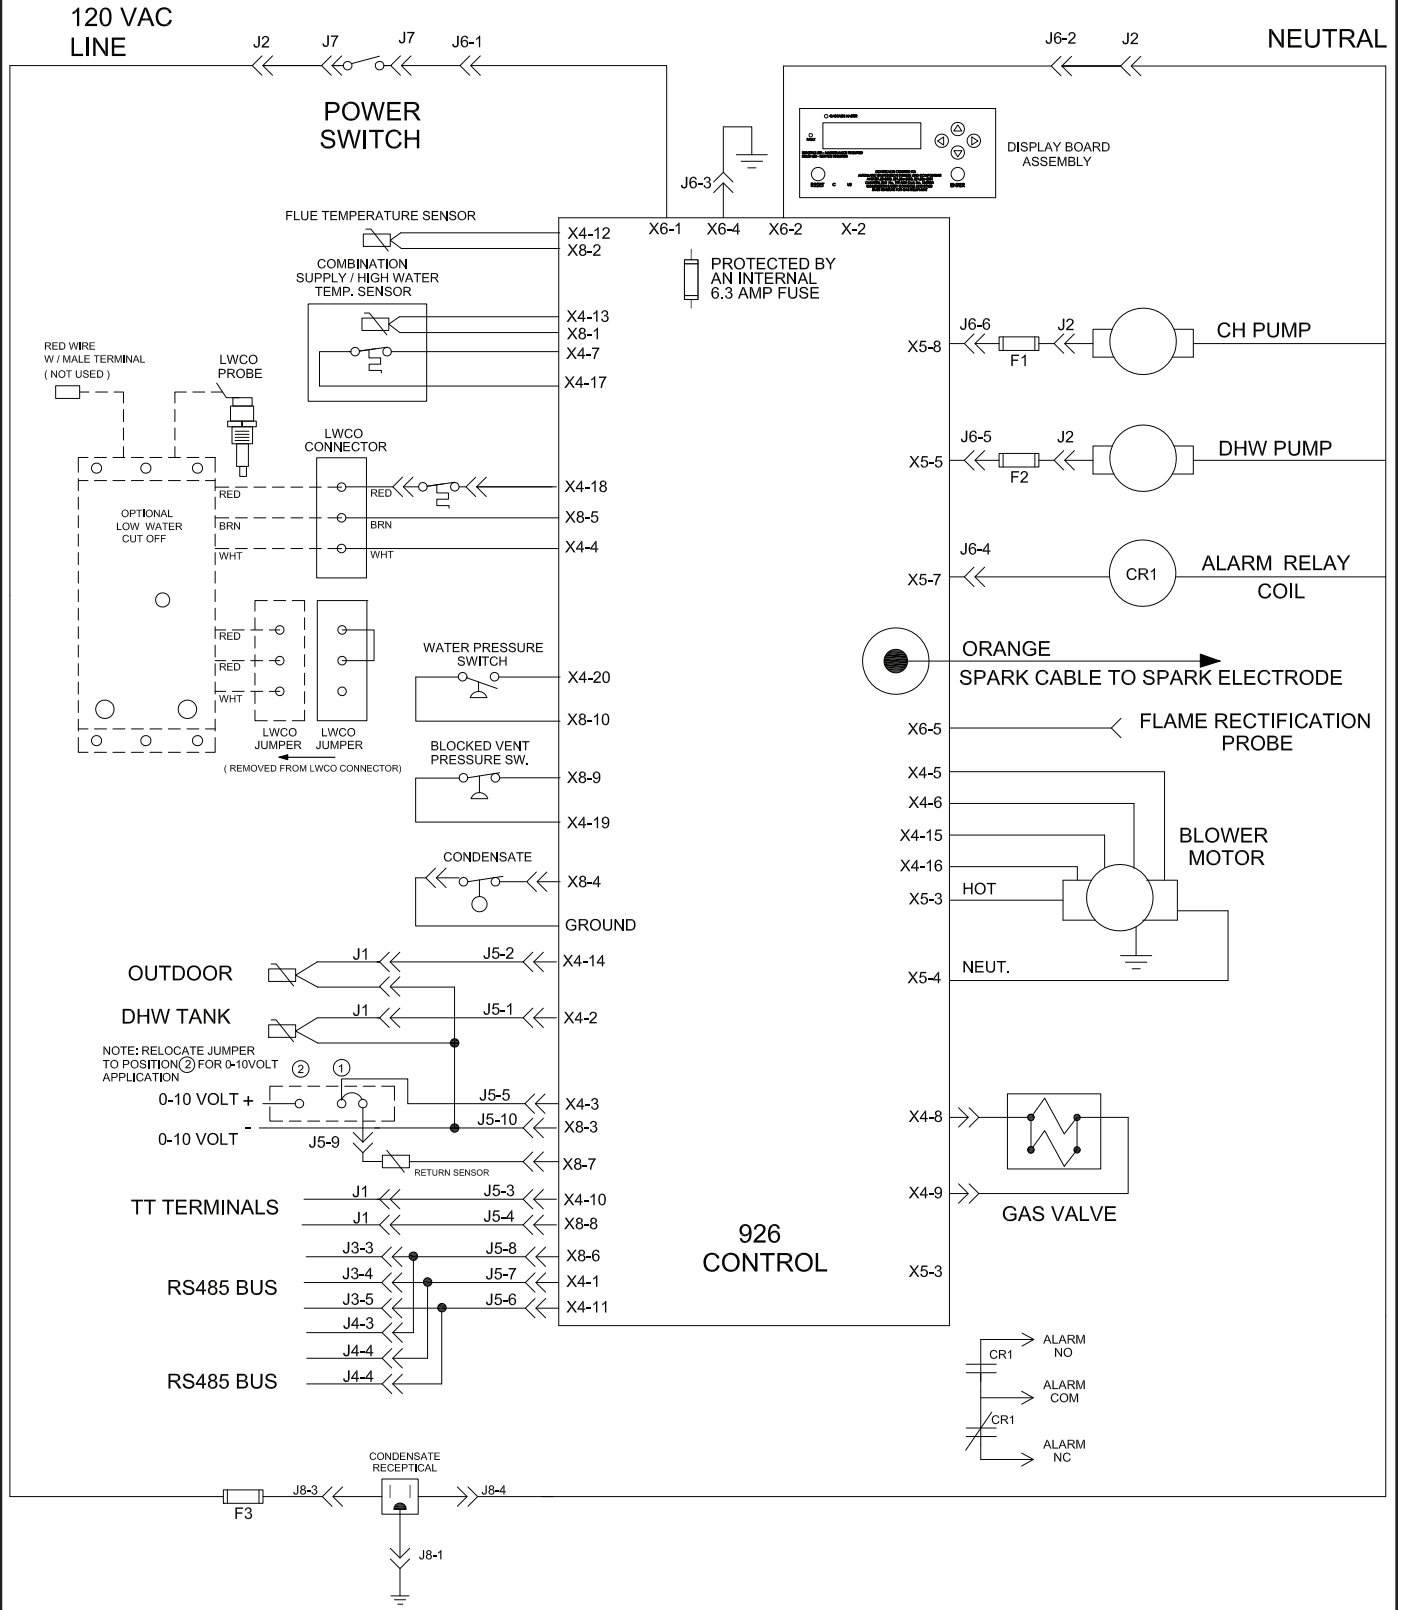 120 VAC
LINE
J2
J7
J7
J6-1
J6-2
J2
NEUTRAL
POWER
SWITCH
CASCADE MASTER
DISPLAY BOARD
ASSEMBLY
RESET
C
US
ENTER
J6-3
FLUE TEMPERATURE SENSOR
X4-12
X8-2
X6-1
X6-4
X6-2
X-2
PROTECTED BY
AN INTERNAL
6.3 AMP FUSE
COMBINATION
SUPPLY / HIGH WATER
TEMP. SENSOR
X4-13
X8-1
X4-7
X4-17
RED WIRE
W / MALE TERMINAL
( NOT USED )
LWCO
PROBE
X5-8
J6-6
F1
J2
CH PUMP
LWCO
CONNECTOR
X5-5
J6-5
F2
J2
DHW PUMP
OPTIONAL
LOW WATER
CUT OFF
RED
BRN
WHT
RED
BRN
WHT
X4-18
X8-5
X4-4
X5-7
J6-4
CR1
ALARM RELAY
COIL
RED
RED
WHT
LWCO
JUMPER
LWCO
JUMPER
( REMOVED FROM LWCO CONNECTOR)
WATER PRESSURE
SWITCH
X4-20
X8-10
ORANGE
SPARK CABLE TO SPARK ELECTRODE
BLOCKED VENT
PRESSURE SW.
X8-9
X4-19
X6-5
FLAME RECTIFICATION
PROBE
X4-5
X4-6
X4-15
X4-16
X5-3
HOT
BLOWER
MOTOR
X5-4
NEUT.
CONDENSATE
X8-4
GROUND
OUTDOOR
J1
J5-2
X4-14
DHW TANK
J1
J5-1
X4-2
NOTE: RELOCATE JUMPER
TO POSITION 2 FOR 0-10VOLT
APPLICATION
2
1
0-10 VOLT +
J5-5
X4-3
0-10 VOLT -
J5-9
J5-10
X8-3
RETURN SENSOR
X8-7
X4-8
X4-9
GAS VALVE
TT TERMINALS
J1
J5-3
X4-10
J1
J5-4
X8-8
926
CONTROL
RS485 BUS
J3-3
J5-8
X8-6
J3-4
J5-7
X4-1
J3-5
J5-6
X4-11
X5-3
RS485 BUS
J4-3
J4-4
J4-4
CR1
ALARM
NO
ALARM
COM
CR1
ALARM
NC
CONDENSATE
RECEPTICAL
F3
J8-3
J8-4
J8-1